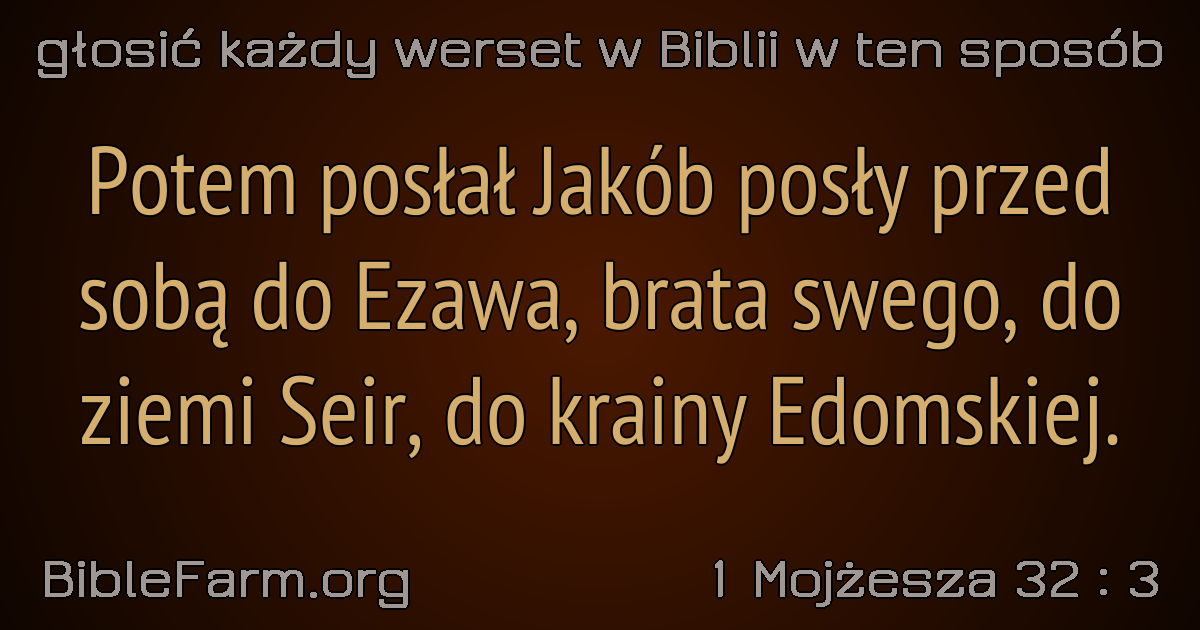 głosić każdy werset w Biblii w ten sposób
Potem posłał Jakób posły przed
sobą do Ezawa, brata swego, do
ziemi Seir, do krainy Edomskiej.
BibleFarm.org
1 Mojżesza 32 : 3